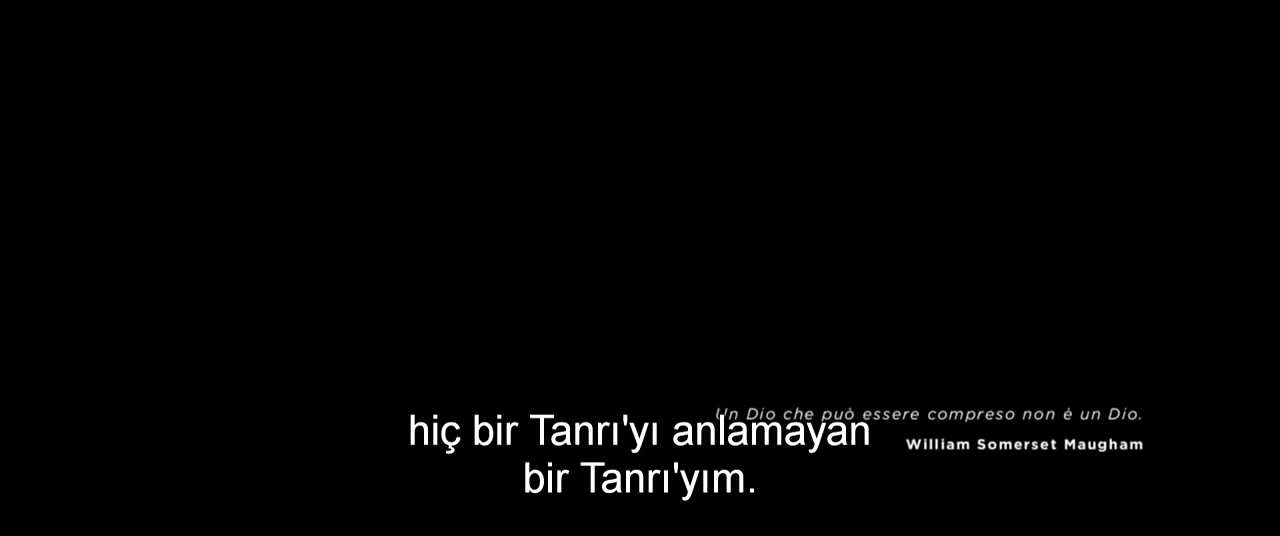 Un Dio che può essere compreso non è un Dio.
William Somerset Maugham
hiç bir Tanrı'yı anlamayan
bir Tanrı'yım.